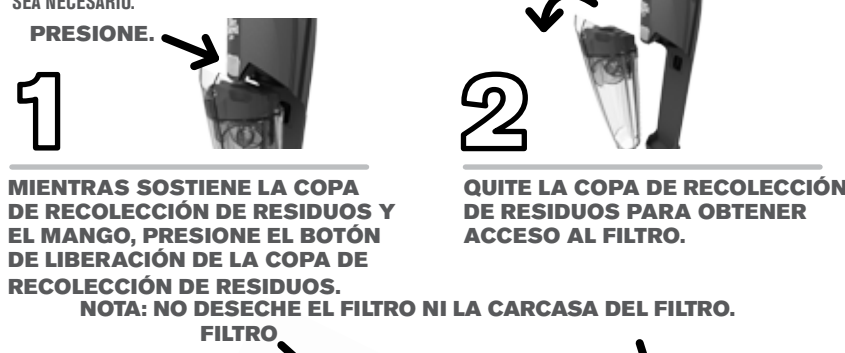 SEA NECESARIO.
PRESIONE.
1
MIENTRAS SOSTIENE LA COPA
DE RECOLECCIÓN DE RESIDUOS Y
EL MANGO, PRESIONE EL BOTÓN
DE LIBERACIÓN DE LA COPA DE
RECOLECCIÓN DE RESIDUOS.
2
QUITE LA COPA DE RECOLECCIÓN
DE RESIDUOS PARA OBTENER
ACCESO AL FILTRO.
NOTA: NO DESECHE EL FILTRO NI LA CARCASA DEL FILTRO.
FILTRO